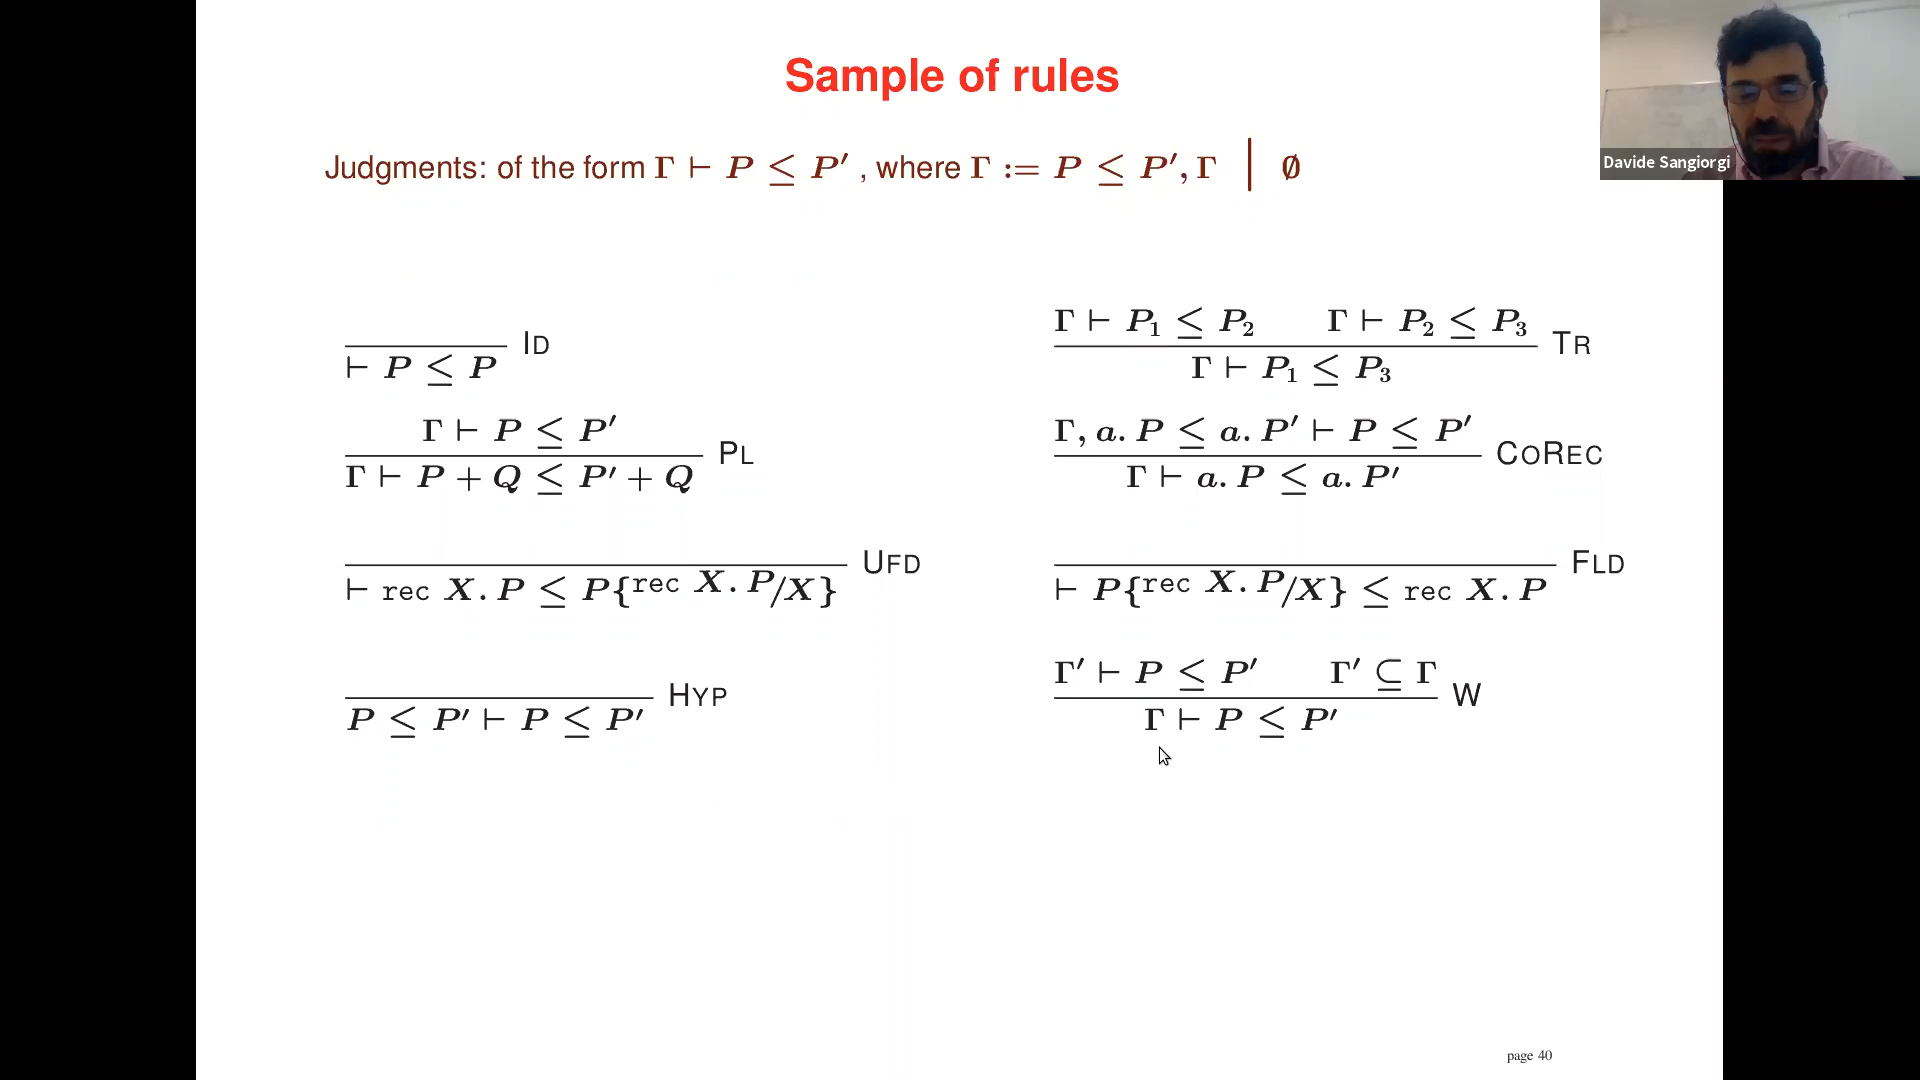 Sample of rules
Davide Sangiorgi
Judgments: of the form Γ ⊢ P ≤ P′ , where Γ := P ≤ P′, Γ | ∅
⊢ P ≤ P ID
Γ ⊢ P₁ ≤ P₂ Γ ⊢ P₂ ≤ P₃
Γ ⊢ P₁ ≤ P₃ TR
Γ ⊢ P ≤ P′
Γ ⊢ P + Q ≤ P′ + Q PL
Γ, a. P ≤ a. P′ ⊢ P ≤ P′
Γ ⊢ a. P ≤ a. P′ COREC
⊢ rec X. P ≤ P{rec X. P/X} UFD
⊢ P{rec X. P/X} ≤ rec X. P FLD
P ≤ P′ ⊢ P ≤ P′ HYP
Γ′ ⊢ P ≤ P′ Γ′ ⊆ Γ
Γ ⊢ P ≤ P′ W
page 40